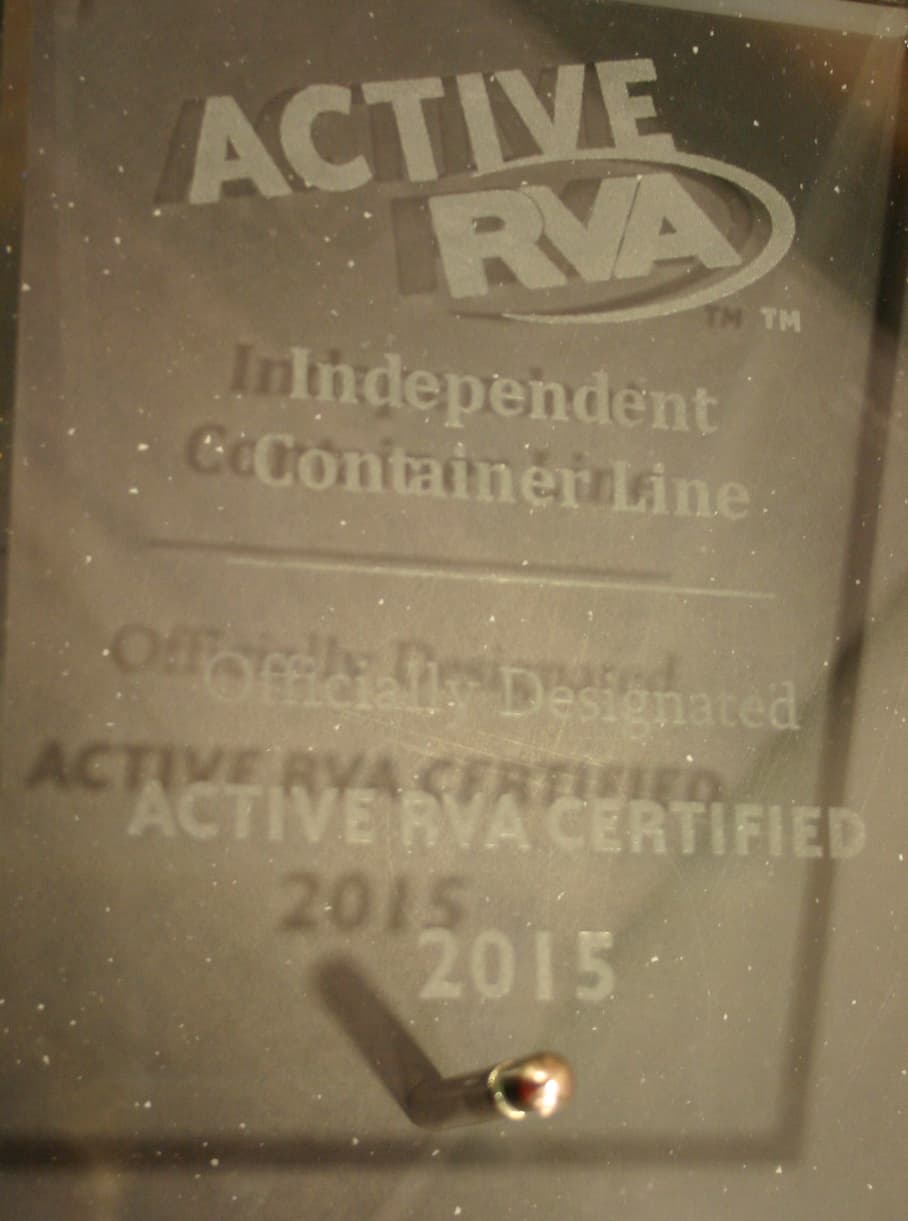 ACTIVE
RVA
TM TM
Independent
Container Line
Officially Designated
ACTIVE RVA CERTIFIED
2015